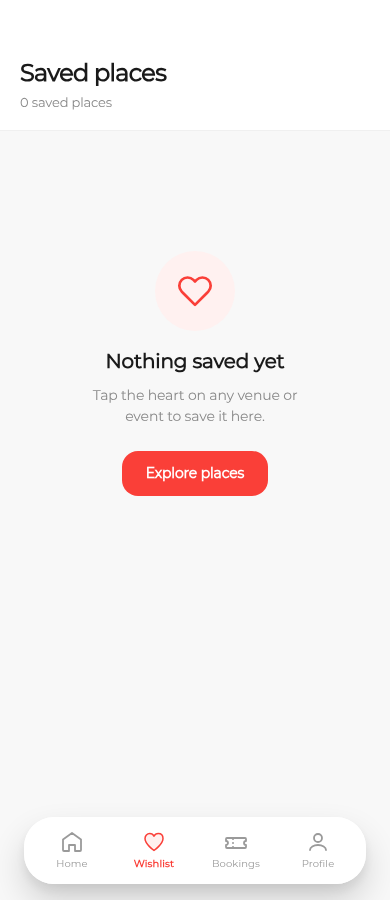 Saved places
0 saved places
Nothing saved yet
Tap the heart on any venue or
event to save it here.
Explore places
Home
Wishlist
Bookings
Profile